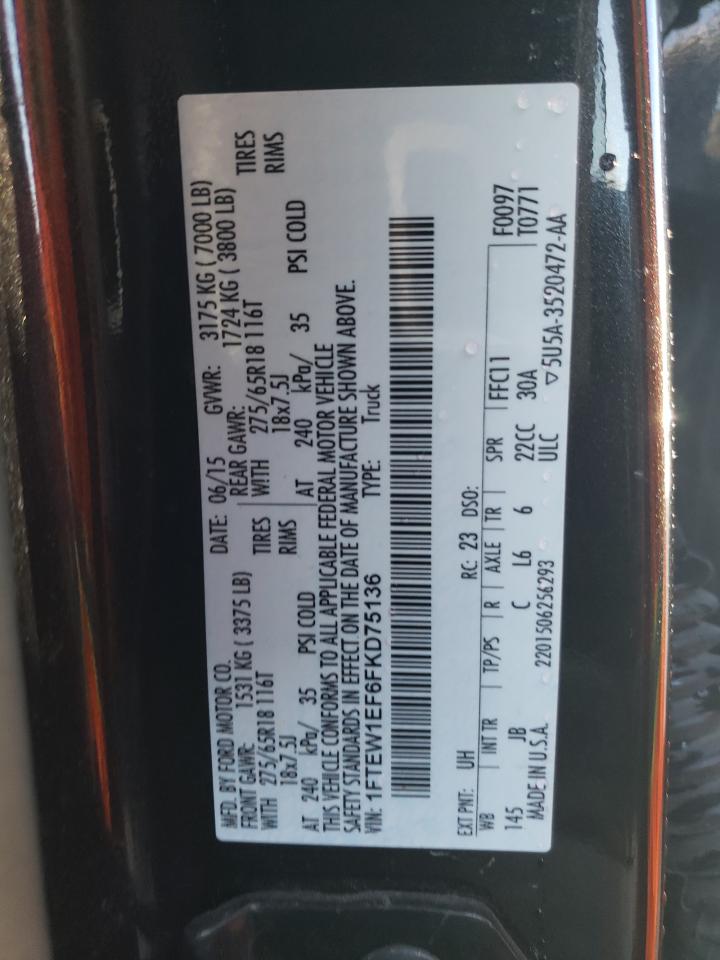 MFD. BY FORD MOTOR CO. DATE: 06/15 GVWR: 3175 KG ( 7000 LB)
FRONT GAWR: 1531 KG ( 3375 LB) REAR GAWR: 1724 KG ( 3800 LB)
WITH 275/65R18 116T TIRES WITH 275/65R18 116T TIRES
18x7.5J RIMS 18x7.5J RIMS
AT 240 kPa/ 35 PSI COLD AT 240 kPa/ 35 PSI COLD
THIS VEHICLE CONFORMS TO ALL APPLICABLE FEDERAL MOTOR VEHICLE
SAFETY STANDARDS IN EFFECT ON THE DATE OF MANUFACTURE SHOWN ABOVE.
VIN: 1FTEW1EF6FKD75136 TYPE: Truck
EXT PNT: UH RC: 23 DSO:
WB INT TR TP/PS R AXLE TR SPR FFC11 F0097
145 JB C L6 6 22CC 30A T0771
ULC
MADE IN U.S.A. 2201506256293 ▽5U5A-3520472-AA